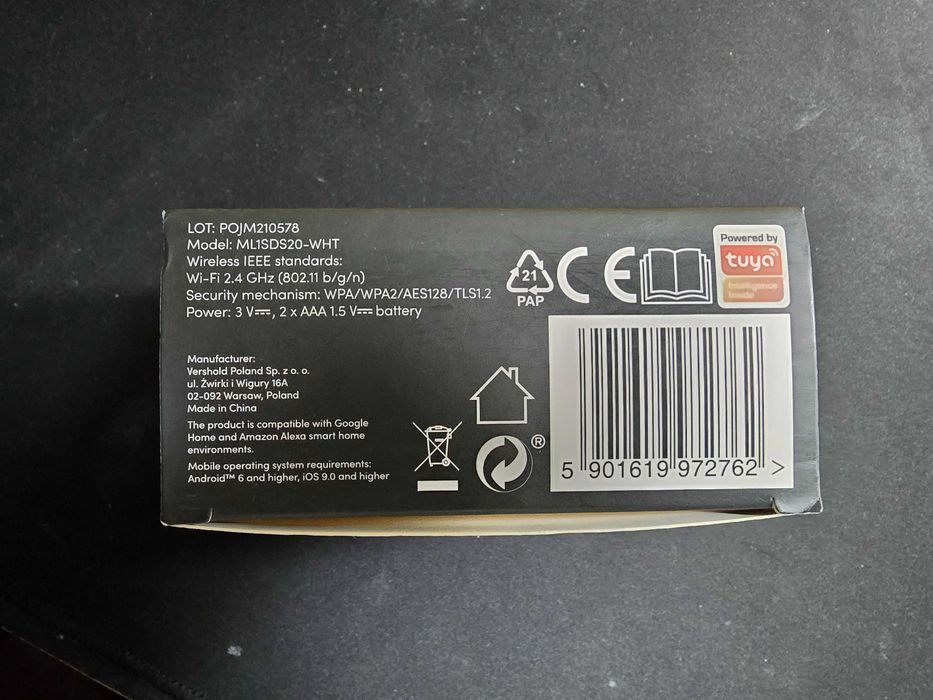 LOT: POJM210578
Model: ML1SDS20-WHT
Wireless IEEE standards:
Wi-Fi 2.4 GHz (802.11 b/g/n)
Security mechanism: WPA/WPA2/AES128/TLS1.2
Power: 3 V⎓, 2 x AAA 1.5 V⎓ battery
21
PAP
CE
Powered by
tuya
Intelligence
Inside
Manufacturer:
Vershold Poland Sp. z o. o.
ul. Żwirki i Wigury 16A
02-092 Warsaw, Poland
Made in China
The product is compatible with Google
Home and Amazon Alexa smart home
environments.
Mobile operating system requirements:
Android™ 6 and higher, iOS 9.0 and higher
®
5 901619 972762 >